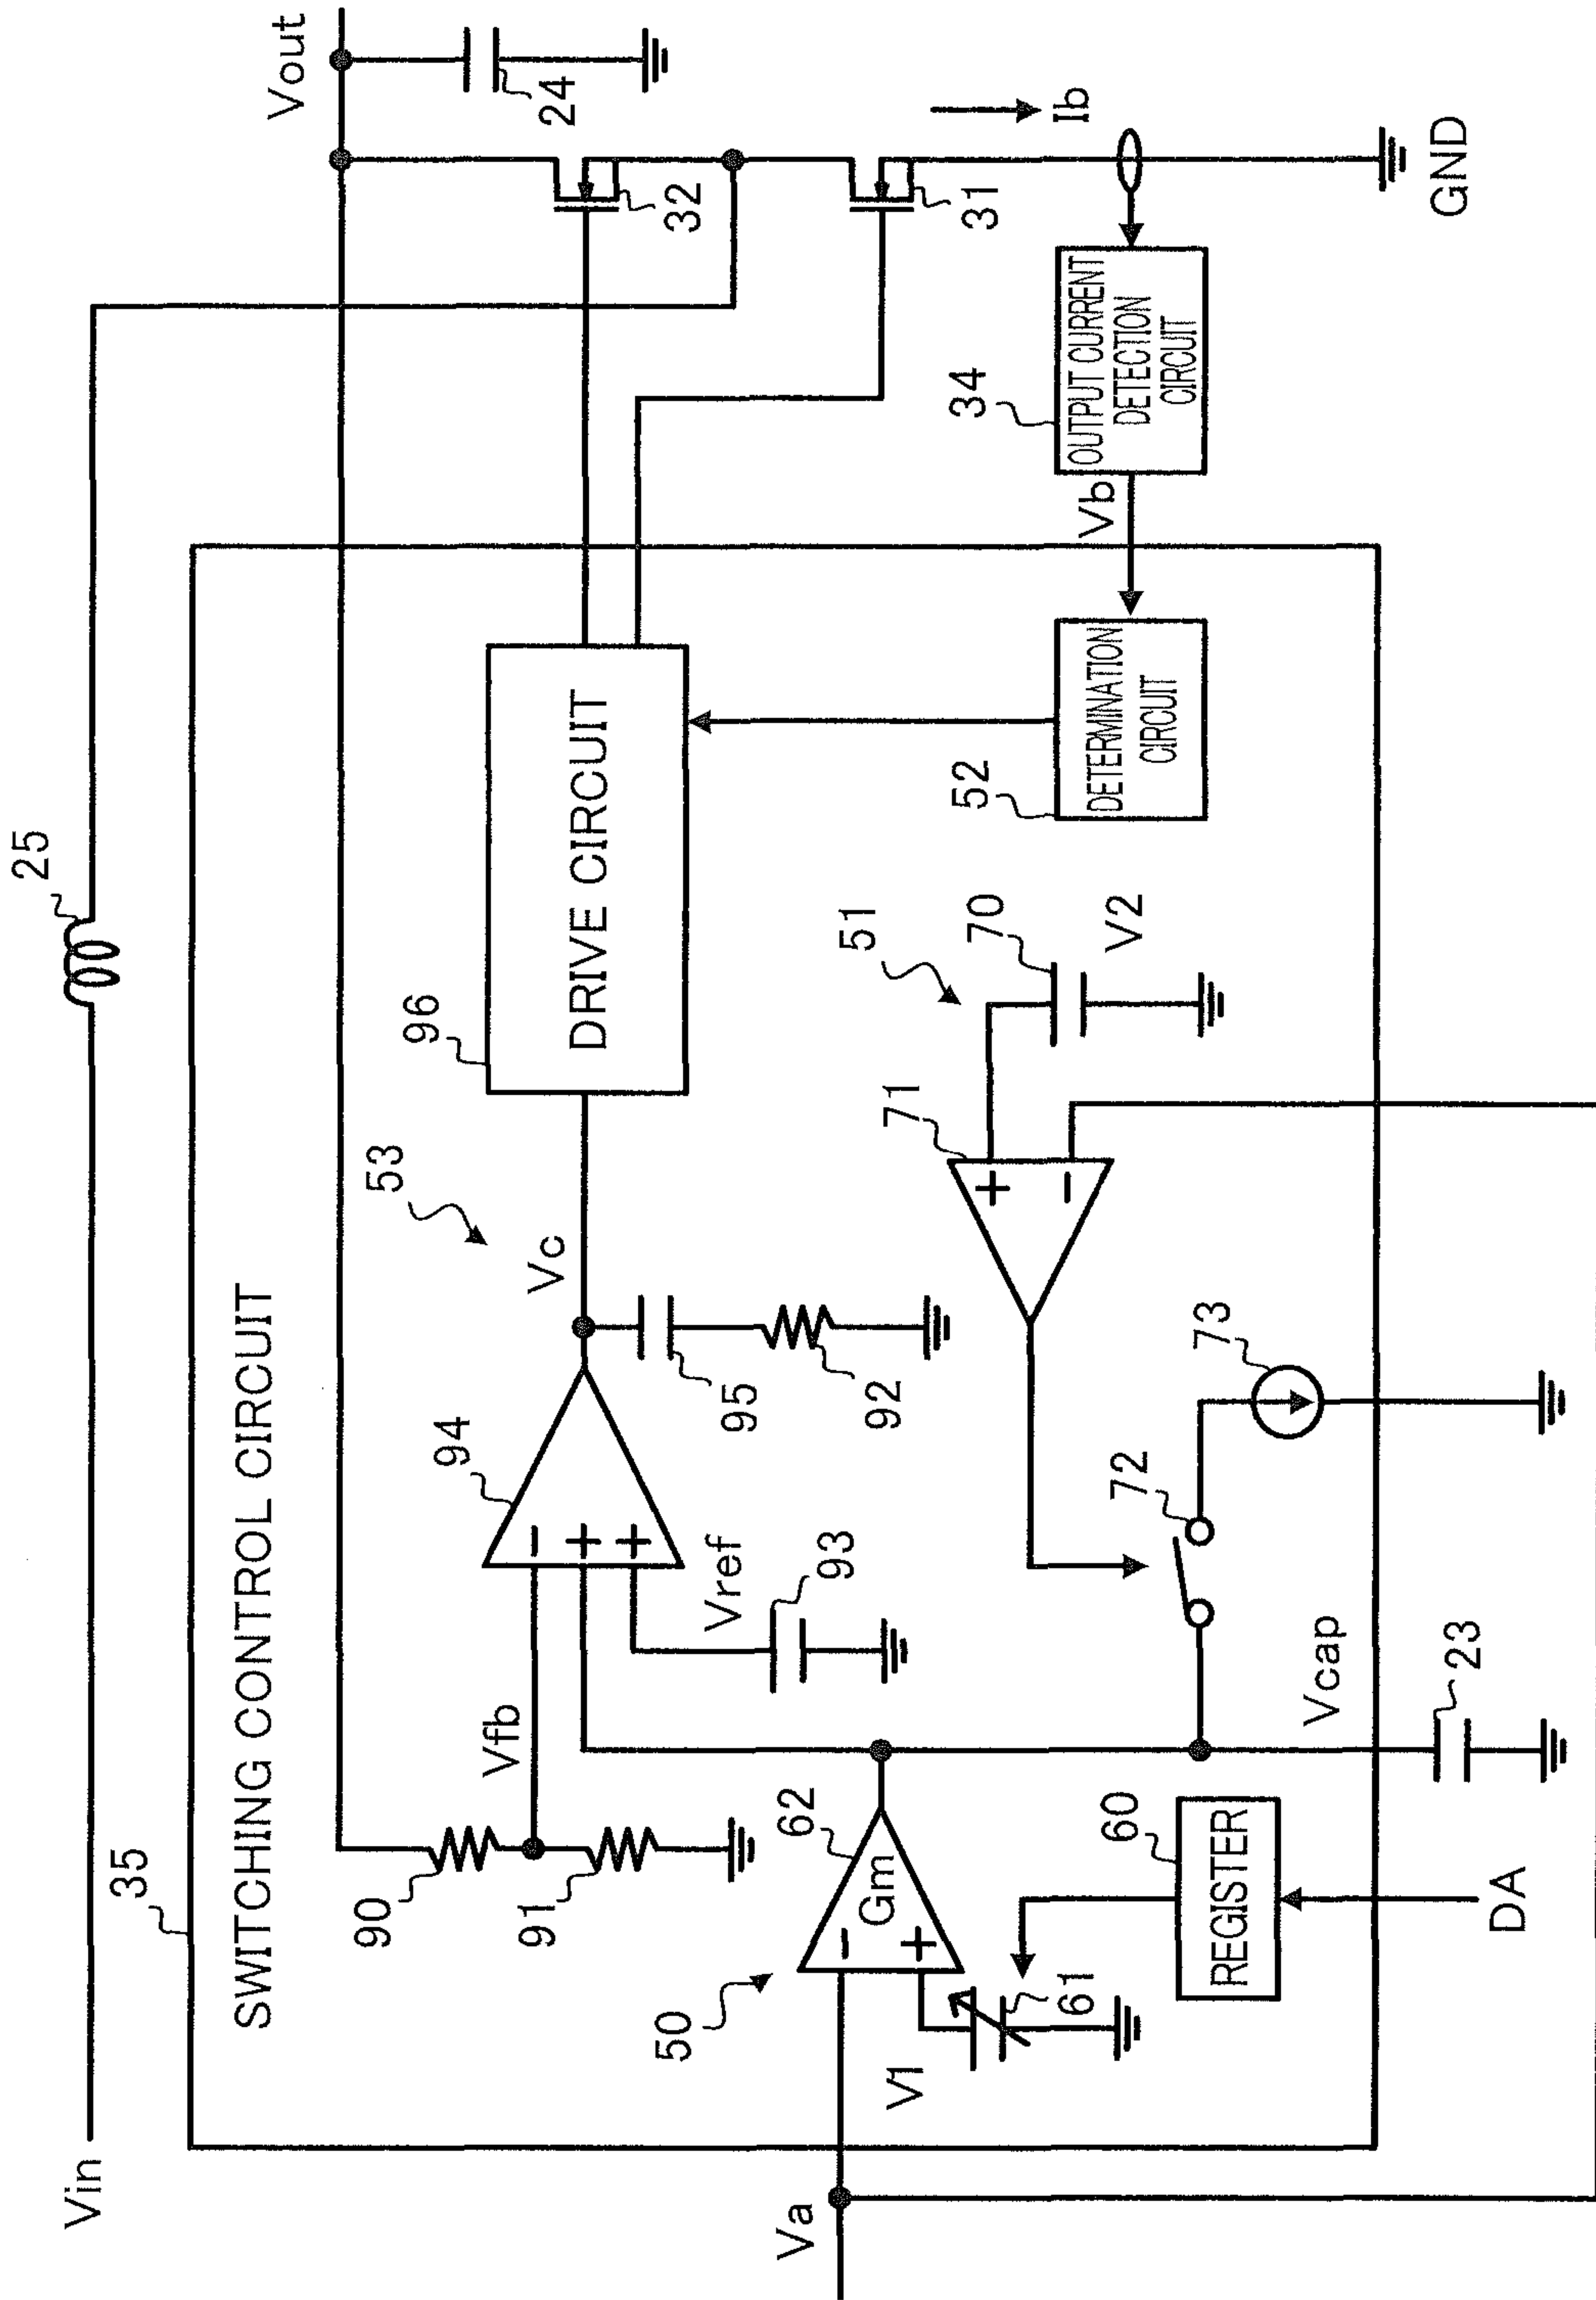 Vin
25
35
SWITCHING CONTROL CIRCUIT
Vout
24
90
Vfb
91
94
53
Vc
96
DRIVE CIRCUIT
32
95
92
Vref
93
50
Gm
62
V1
61
Va
REGISTER
60
DA
Vcap
23
72
73
71
51
70
V2
52
DETERMINATION
CIRCUIT
Vb
34
OUTPUT CURRENT
DETECTION
CIRCUIT
31
Ib
GND